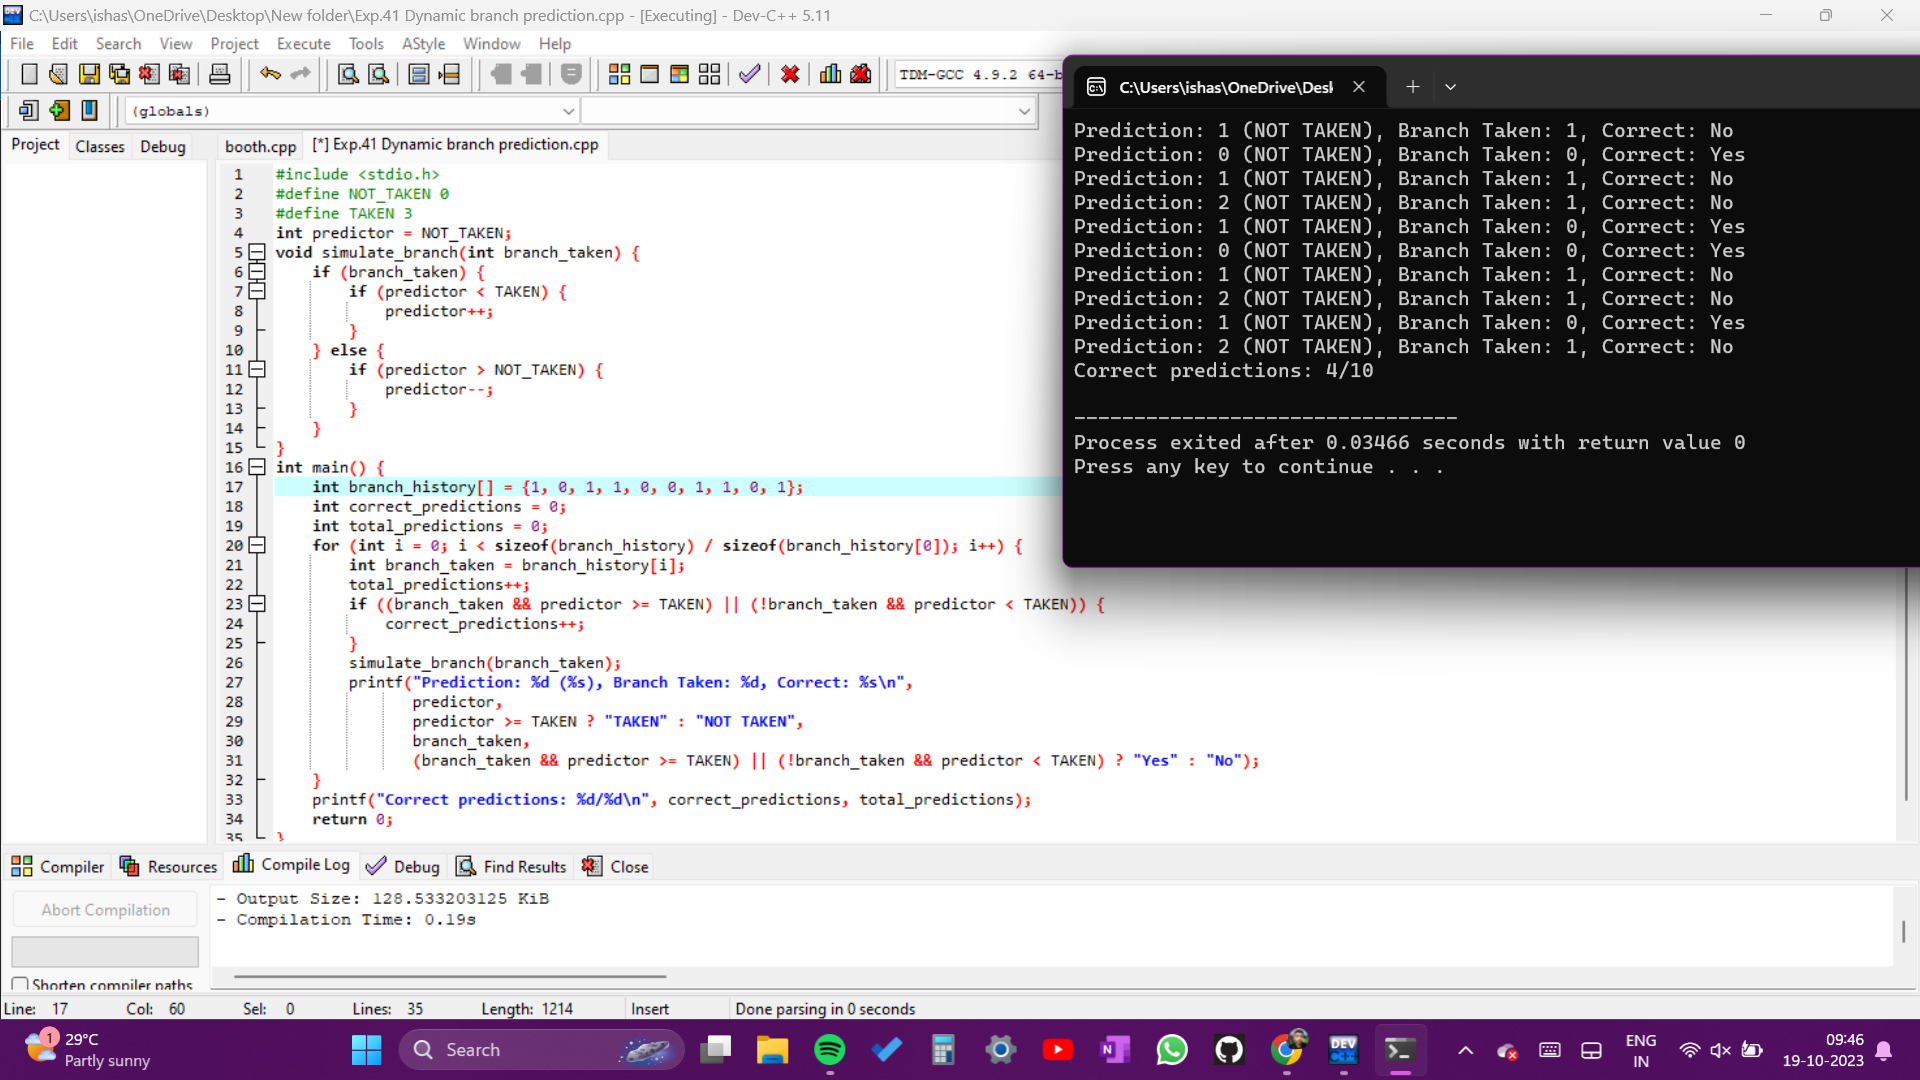 C:\Users\ishas\OneDrive\Desktop\New folder\Exp.41 Dynamic branch prediction.cpp - [Executing] - Dev-C++ 5.11
File Edit Search View Project Execute Tools AStyle Window Help
TDM-GCC 4.9.2 64-b
(globals)
Project Classes Debug
booth.cpp [*] Exp.41 Dynamic branch prediction.cpp
1 #include <stdio.h>
2 #define NOT_TAKEN 0
3 #define TAKEN 3
4 int predictor = NOT_TAKEN;
5 void simulate_branch(int branch_taken) {
6 if (branch_taken) {
7 if (predictor < TAKEN) {
8 predictor++;
9 }
10 } else {
11 if (predictor > NOT_TAKEN) {
12 predictor--;
13 }
14 }
15 }
16 int main() {
17 int branch_history[] = {1, 0, 1, 1, 0, 0, 1, 1, 0, 1};
18 int correct_predictions = 0;
19 int total_predictions = 0;
20 for (int i = 0; i < sizeof(branch_history) / sizeof(branch_history[0]); i++) {
21 int branch_taken = branch_history[i];
22 total_predictions++;
23 if ((branch_taken && predictor >= TAKEN) || (!branch_taken && predictor < TAKEN)) {
24 correct_predictions++;
25 }
26 simulate_branch(branch_taken);
27 printf("Prediction: %d (%s), Branch Taken: %d, Correct: %s\n",
28 predictor,
29 predictor >= TAKEN ? "TAKEN" : "NOT TAKEN",
30 branch_taken,
31 (branch_taken && predictor >= TAKEN) || (!branch_taken && predictor < TAKEN) ? "Yes" : "No");
32 }
33 printf("Correct predictions: %d/%d\n", correct_predictions, total_predictions);
34 return 0;
35 }
C:\Users\ishas\OneDrive\Desk
Prediction: 1 (NOT TAKEN), Branch Taken: 1, Correct: No
Prediction: 0 (NOT TAKEN), Branch Taken: 0, Correct: Yes
Prediction: 1 (NOT TAKEN), Branch Taken: 1, Correct: No
Prediction: 2 (NOT TAKEN), Branch Taken: 1, Correct: No
Prediction: 1 (NOT TAKEN), Branch Taken: 0, Correct: Yes
Prediction: 0 (NOT TAKEN), Branch Taken: 0, Correct: Yes
Prediction: 1 (NOT TAKEN), Branch Taken: 1, Correct: No
Prediction: 2 (NOT TAKEN), Branch Taken: 1, Correct: No
Prediction: 1 (NOT TAKEN), Branch Taken: 0, Correct: Yes
Prediction: 2 (NOT TAKEN), Branch Taken: 1, Correct: No
Correct predictions: 4/10
--------------------------------
Process exited after 0.03466 seconds with return value 0
Press any key to continue . . .
Compiler Resources Compile Log Debug Find Results Close
Abort Compilation
Shorten compiler paths
- Output Size: 128.533203125 KiB
- Compilation Time: 0.19s
Line: 17 Col: 60 Sel: 0 Lines: 35 Length: 1214 Insert Done parsing in 0 seconds
1
29°C
Partly sunny
Search
DEV C++
ENG
IN
09:46
19-10-2023